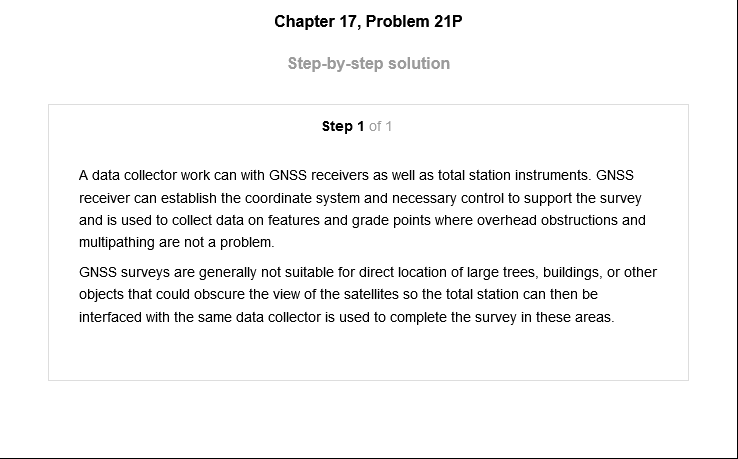 Chapter 17, Problem 21P
Step-by-step solution
Step 1 of 1
A data collector work can with GNSS receivers as well as total station instruments. GNSS
receiver can establish the coordinate system and necessary control to support the survey
and is used to collect data on features and grade points where overhead obstructions and
multipathing are not a problem.
GNSS surveys are generally not suitable for direct location of large trees, buildings, or other
objects that could obscure the view of the satellites so the total station can then be
interfaced with the same data collector is used to complete the survey in these areas.